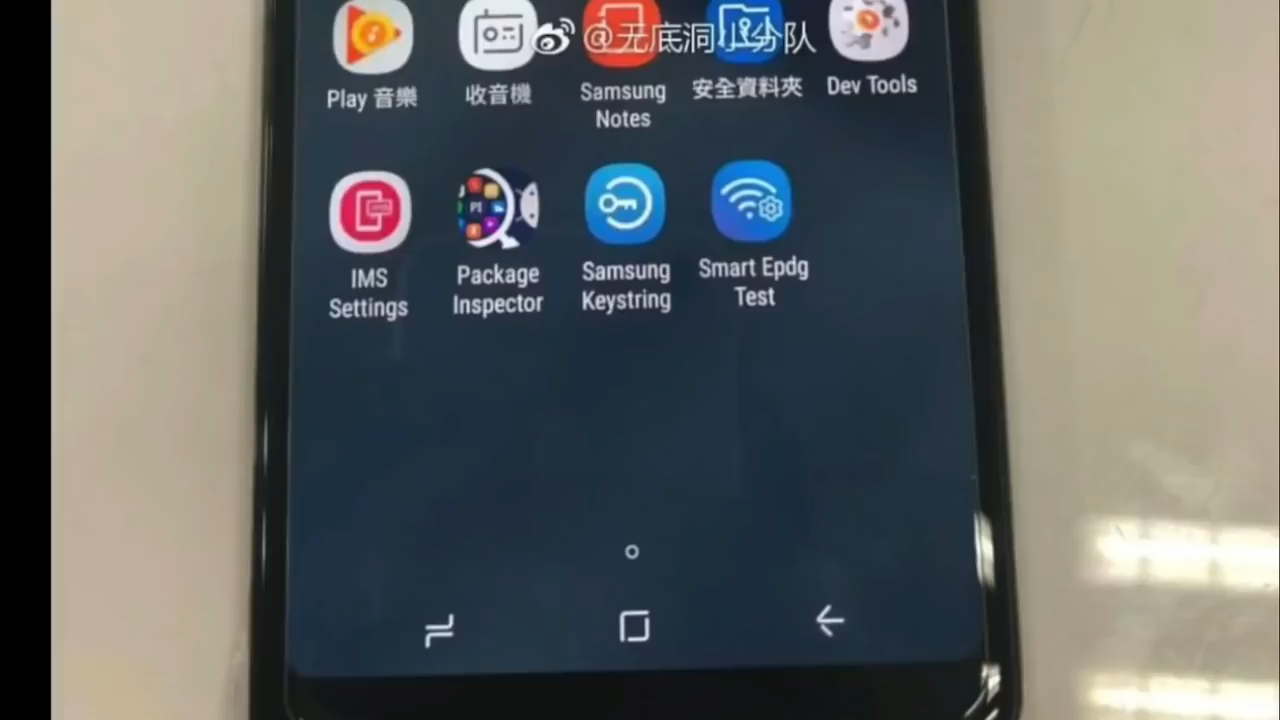 @无底洞小分队
Play 音樂
收音機
Samsung
Notes
安全資料夾
Dev Tools
IMS
Settings
Package
Inspector
Samsung
Keystring
Smart Epdg
Test